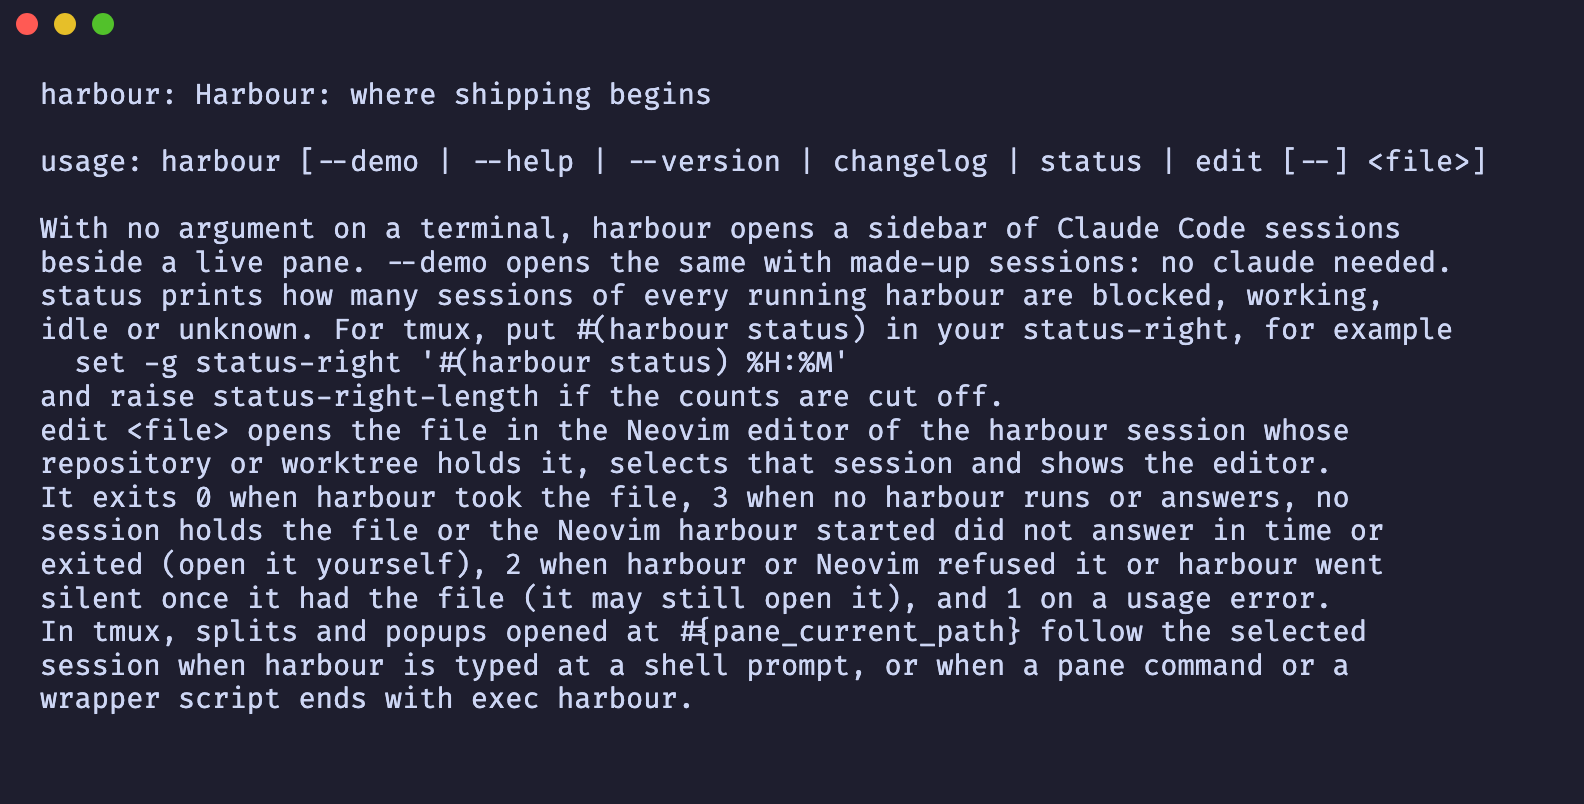 harbour: Harbour: where shipping begins
usage: harbour [--demo | --help | --version | changelog | status | edit [--] <file>]
With no argument on a terminal, harbour opens a sidebar of Claude Code sessions
beside a live pane. --demo opens the same with made-up sessions: no claude needed.
status prints how many sessions of every running harbour are blocked, working,
idle or unknown. For tmux, put #(harbour status) in your status-right, for example
  set -g status-right '#(harbour status) %H:%M'
and raise status-right-length if the counts are cut off.
edit <file> opens the file in the Neovim editor of the harbour session whose
repository or worktree holds it, selects that session and shows the editor.
It exits 0 when harbour took the file, 3 when no harbour runs or answers, no
session holds the file or the Neovim harbour started did not answer in time or
exited (open it yourself), 2 when harbour or Neovim refused it or harbour went
silent once it had the file (it may still open it), and 1 on a usage error.
In tmux, splits and popups opened at #{pane_current_path} follow the selected
session when harbour is typed at a shell prompt, or when a pane command or a
wrapper script ends with exec harbour.